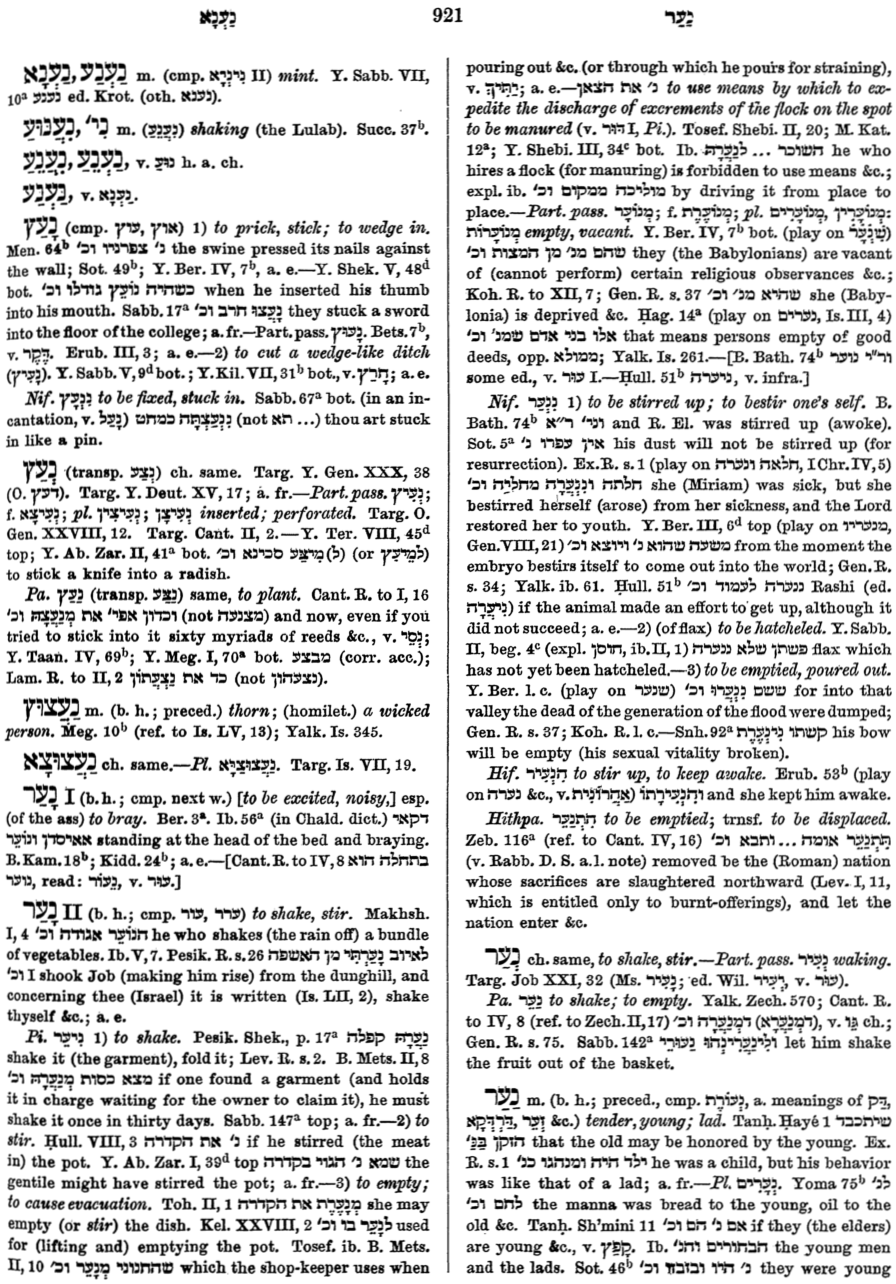 נַעְנָא
921
נַעַר
נַעְנַע, נַעְנָא m. (cmp. נִינְיָא II) mint. Y. Sabb. VII,
10ᵃ נענע ed. Krot. (oth. נענא).
נִעְנוּעַ, נִי׳ m. (נִעְנַע) shaking (the Lulab). Succ. 37ᵇ.
נַעְנֵעַ, נַעְנַע, v. נוּעַ h. a. ch.
נַעְנַע, v. נַעְנָא.
נָעַץ (cmp. אוץ, עוץ) 1) to prick, stick; to wedge in.
Men. 64ᵇ נ׳ צפרניו וכ׳ the swine pressed its nails against
the wall; Sot. 49ᵇ; Y. Ber. IV, 7ᵇ, a. e.—Y. Shek. V, 48ᵈ
bot. כשהיה נועץ גודלו וכ׳ when he inserted his thumb
into his mouth. Sabb. 17ᵃ נָעֲצוּ חרב וכ׳ they stuck a sword
into the floor of the college; a. fr.—Part. pass. נָעוּץ. Bets. 7ᵇ,
v. דֶּקֶר. Erub. III, 3; a. e.—2) to cut a wedge-like ditch
(נָעִיץ). Y. Sabb. V, 9ᵈ bot.; Y. Kil. VII, 31ᵇ bot., v. חָרַץ; a. e.
Nif. נִנְעַץ to be fixed, stuck in. Sabb. 67ᵃ bot. (in an in-
cantation, v. נָעַל) נִנְעַצְתָּה כמחט (not תא ...) thou art stuck
in like a pin.
נְעַץ (transp. נְצַע) ch. same. Targ. Y. Gen. XXX, 38
(O. דעץ). Targ. Y. Deut. XV, 17; a. fr.—Part. pass. נְעִיץ;
f. נְעִיצָא; pl. נְעִיצִין, נְעִיצָן inserted; perforated. Targ. O.
Gen. XXVIII, 12. Targ. Cant. II, 2.—Y. Ter. VIII, 45ᵈ
top; Y. Ab. Zar. II, 41ᵃ bot. (ל)מִיצַּע סכינא וכ׳ (or לְמֵיעַץ)
to stick a knife into a radish.
Pa. נַעֵץ (transp. נַצַּע) same, to plant. Cant. R. to I, 16
וכדון אפי׳ את מְנַעֲצָהּ וכ׳ (not מצנעה) and now, even if you
tried to stick into it sixty myriads of reeds &c., v. נְסֵי;
Y. Taan. IV, 69ᵇ; Y. Meg. I, 70ᵃ bot. מבצע (corr. acc.);
Lam. R. to II, 2 כד את נַצַּעְתּוֹן (not נצעהון).
נַעֲצוּץ m. (b. h.; preced.) thorn; (homilet.) a wicked
person. Meg. 10ᵇ (ref. to Is. LV, 13); Yalk. Is. 345.
נַעֲצוּצָא ch. same.—Pl. נַעֲצוּצַיָּא. Targ. Is. VII, 19.
נָעַר I (b. h.; cmp. next w.) [to be excited, noisy,] esp.
(of the ass) to bray. Ber. 3ᵃ. Ib. 56ᵃ (in Chald. dict.) דקאי
אאיסדן ונוֹעֵר standing at the head of the bed and braying.
B. Kam. 18ᵇ; Kidd. 24ᵇ; a. e.—[Cant. R. to IV, 8 בתחלה הוא
נוער, read: נֵעוֹר, v. עוּר.]
נָעַר II (b. h.; cmp. ערר, עור) to shake, stir. Makhsh.
I, 4 הנוֹעֵר אגודה וכ׳ he who shakes (the rain off) a bundle
of vegetables. Ib. V, 7. Pesik. R. s. 26 לאיוב נָעַרְתִּי מן האשפה
וכ׳ I shook Job (making him rise) from the dunghill, and
concerning thee (Israel) it is written (Is. LII, 2), shake
thyself &c.; a. e.
Pi. נִיעֵר 1) to shake. Pesik. Shek., p. 17ᵃ נַעֲרָהּ קפלה
shake it (the garment), fold it; Lev. R. s. 2. B. Mets. II, 8
מצא כסות מְנַעֲרָהּ וכ׳ if one found a garment (and holds
it in charge waiting for the owner to claim it), he must
shake it once in thirty days. Sabb. 147ᵃ top; a. fr.—2) to
stir. Ḥull. VIII, 3 נ׳ את הקדרה if he stirred (the meat
in) the pot. Y. Ab. Zar. I, 39ᵈ top שמא נ׳ הגוי בקדרה the
gentile might have stirred the pot; a. fr.—3) to empty;
to cause evacuation. Toh. II, 1 מְנַעֶרֶת את הקדרה she may
empty (or stir) the dish. Kel. XXVIII, 2 לנַעֵר בו וכ׳ used
for (lifting and) emptying the pot. Tosef. ib. B. Mets.
II, 10 שהחנוני מְנַעֵר וכ׳ which the shop-keeper uses when
pouring out &c. (or through which he pours for straining),
v. יַתִּיךְ; a. e.—נ׳ את הצאן to use means by which to ex-
pedite the discharge of excrements of the flock on the spot
to be manured (v. דּוּר I, Pi.). Tosef. Shebi. II, 20; M. Kat.
12ᵃ; Y. Shebi. III, 34ᶜ bot. Ib. השוכר ... לנַעֲרָהּ he who
hires a flock (for manuring) is forbidden to use means &c.;
expl. ib. מוליכה ממקום וכ׳ by driving it from place to
place.—Part. pass. מְנוֹעָר; f. מְנוֹעֶרֶת; pl. מְנוֹעָרִים, מְנוֹעָרִין;
מְנוֹעָרוֹת empty, vacant. Y. Ber. IV, 7ᵇ bot. (play on
שִׁנְעָר) שהם מנ׳ מן המצות וכ׳ they (the Babylonians) are vacant
of (cannot perform) certain religious observances &c.;
Koh. R. to XII, 7; Gen. R. s. 37 שהיא מנ׳ וכ׳ she (Baby-
lonia) is deprived &c. Ḥag. 14ᵃ (play on נערים, Is. III, 4)
אלו בני אדם שמנ׳ וכ׳ that means persons empty of good
deeds, opp. ממולא; Yalk. Is. 261.—[B. Bath. 74ᵇ ור״י נוער
some ed., v. עוּר I.—Ḥull. 51ᵇ ניערה, v. infra.]
Nif. נִנְעַר 1) to be stirred up; to bestir one's self. B.
Bath. 74ᵇ וני׳ ר״א and R. El. was stirred up (awoke).
Sot. 5ᵃ אין עפרו נ׳ his dust will not be stirred up (for
resurrection). Ex. R. s. 1 (play on חלאה ונערה, I Chr. IV, 5)
חלתה וְנִנְעֲרָה מחליה וכ׳ she (Miriam) was sick, but she
bestirred herself (arose) from her sickness, and the Lord
restored her to youth. Y. Ber. III, 6ᵈ top (play on מנעריו,
Gen. VIII, 21) משעה שהוא נ׳ ויוצא וכ׳ from the moment the
embryo bestirs itself to come out into the world; Gen. R.
s. 34; Yalk. ib. 61. Ḥull. 51ᵇ ננערה לעמוד וכ׳ Rashi (ed.
נִיעֲרָה) if the animal made an effort to get up, although it
did not succeed; a. e.—2) (of flax) to be hatcheled. Y. Sabb.
II, beg. 4ᶜ (expl. חוסן, ib. II, 1) פשתן שלא ננערה flax which
has not yet been hatcheled.—3) to be emptied, poured out.
Y. Ber. l. c. (play on שנער) ששם נִנְעֲרוּ וכ׳ for into that
valley the dead of the generation of the flood were dumped;
Gen. R. s. 37; Koh. R. l. c.—Snh. 92ᵃ קשתו נִינְעֶרֶת his bow
will be empty (his sexual vitality broken).
Hif. הִנְעִיר to stir up, to keep awake. Erub. 53ᵇ (play
on נערה &c., v. אַהֲרוֹנִית) וְהִנְעִירַתּוּ and she kept him awake.
Hithpa. הִתְנַעֵר to be emptied; trnsf. to be displaced.
Zeb. 116ᵃ (ref. to Cant. IV, 16) תִּתְנַעֵר אומה ... ותבא וכ׳
(v. Rabb. D. S. a. l. note) removed be the (Roman) nation
whose sacrifices are slaughtered northward (Lev. I, 11,
which is entitled only to burnt-offerings), and let the
nation enter &c.
נְעַר ch. same, to shake, stir.—Part. pass. נְעִיר waking.
Targ. Job XXI, 32 (Ms. נָעִיר; ed. Wil. רְעִיר, v. עוּר).
Pa. נַעֵר to shake; to empty. Yalk. Zech. 570; Cant. R.
to IV, 8 (ref. to Zech. II, 17) דמְנַעֲרָה וכ׳ (דמְנַעֲרָא), v. גַּו ch.;
Gen. R. s. 75. Sabb. 142ᵃ ולִינַעֲרִינְהוּ נעורי let him shake
the fruit out of the basket.
נַעַר m. (b. h.; preced., cmp. נְעוֹרֶת, a. meanings of דַּק,
זְעֵר, דַּרְדְּקָא &c.) tender, young; lad. Tanḥ. Ḥayé 1 שיתכבד
הזקן בַּנַּ׳ that the old may be honored by the young. Ex.
R. s. 1 ילד היה ומנהגו כנ׳ he was a child, but his behavior
was like that of a lad; a. fr.—Pl. נְעָרִים. Yoma 75ᵇ לנ׳
לחם וכ׳ the manna was bread to the young, oil to the
old &c. Tanḥ. Sh'mini 11 אם נ׳ הם וכ׳ if they (the elders)
are young &c., v. קָפַץ. Ib. הבחורים והנ׳ the young men
and the lads. Sot. 46ᵇ נ׳ היו ובזבזו וכ׳ they were young